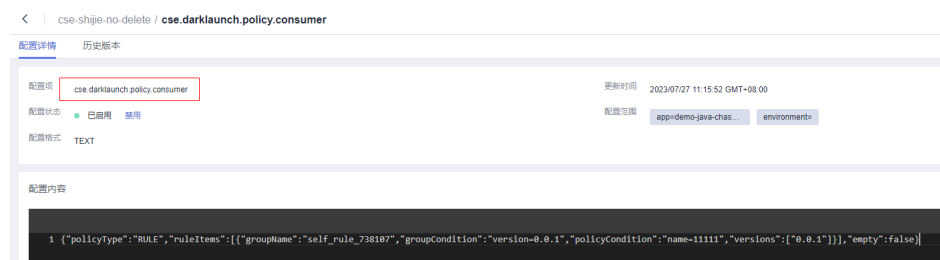 cse-shijie-no-delete / cse.darklaunch.policy.consumer
配置详情 历史版本
配置项 cse.darklaunch.policy.consumer 更新时间 2023/07/27 11:15:52 GMT+08:00
配置状态 已启用 禁用 配置范围 app=demo-java-chas... environment=
配置格式 TEXT
配置内容
1 {"policyType":"RULE","ruleItems":[{"groupName":"self_rule_738107","groupCondition":"version=0.0.1","policyCondition":"name=11111","versions":["0.0.1"]}],"empty":false}